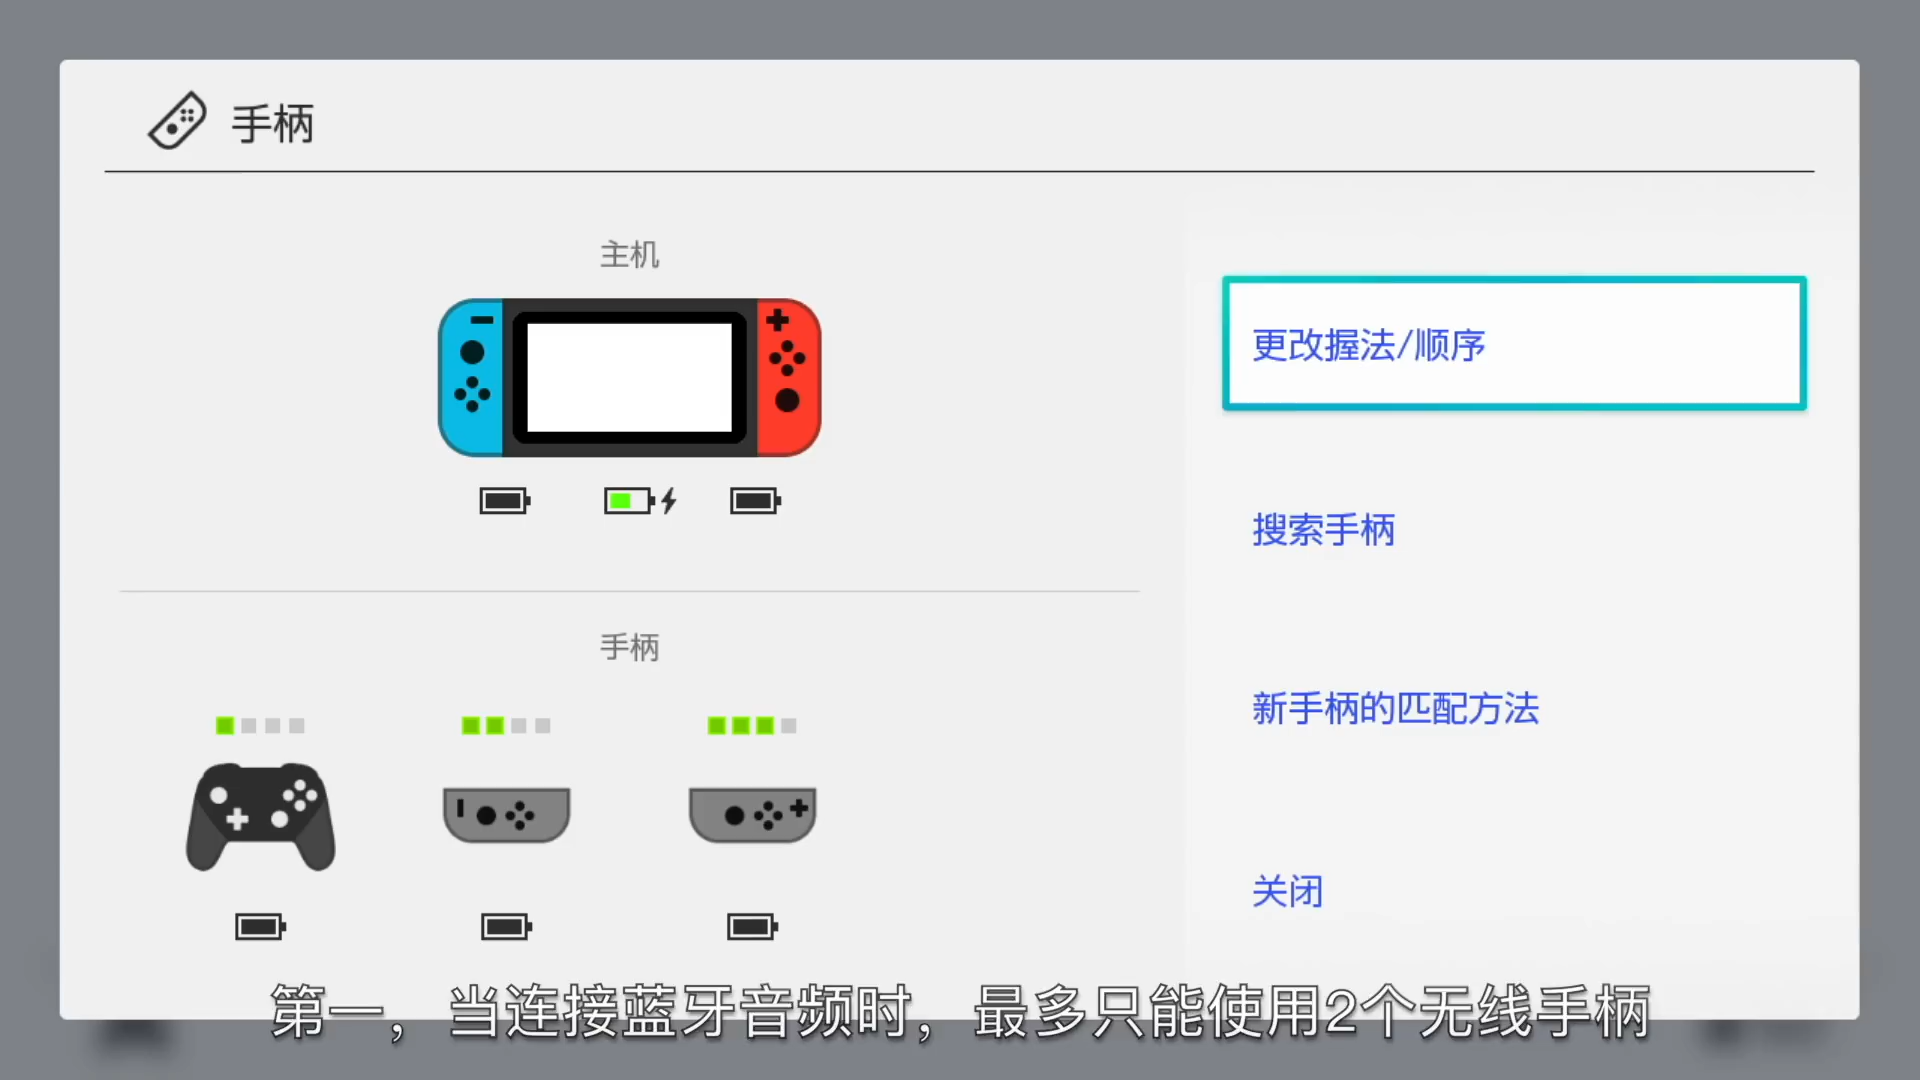 手柄
主机
手柄
更改握法/顺序
搜索手柄
新手柄的匹配方法
关闭
第一，当连接蓝牙音频时，最多只能使用2个无线手柄